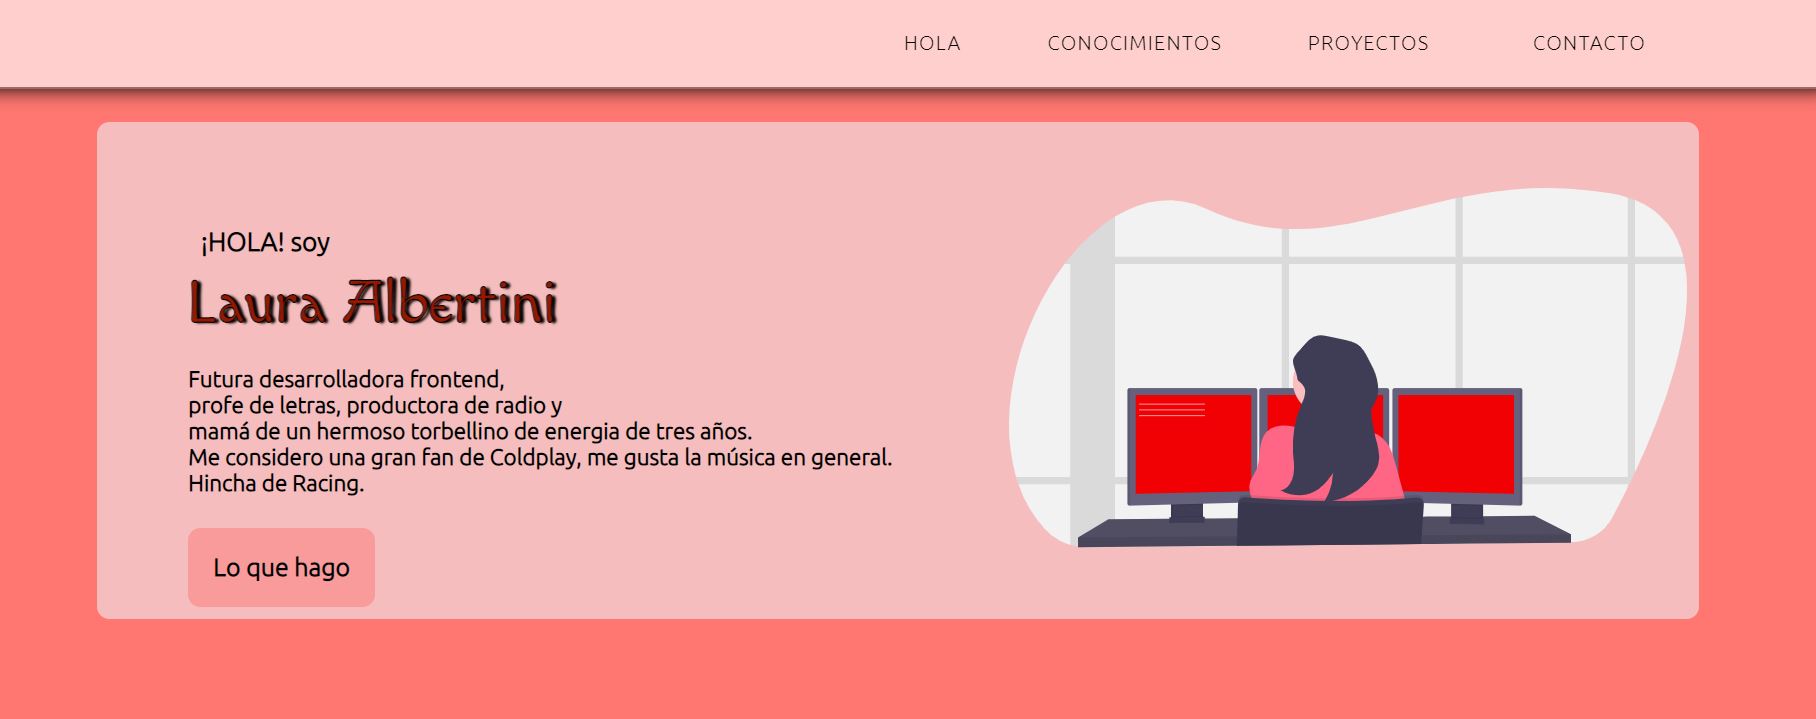 HOLA CONOCIMIENTOS PROYECTOS CONTACTO
¡HOLA! soy
Laura Albertini
Futura desarrolladora frontend,
profe de letras, productora de radio y
mamá de un hermoso torbellino de energia de tres años.
Me considero una gran fan de Coldplay, me gusta la música en general.
Hincha de Racing.
Lo que hago